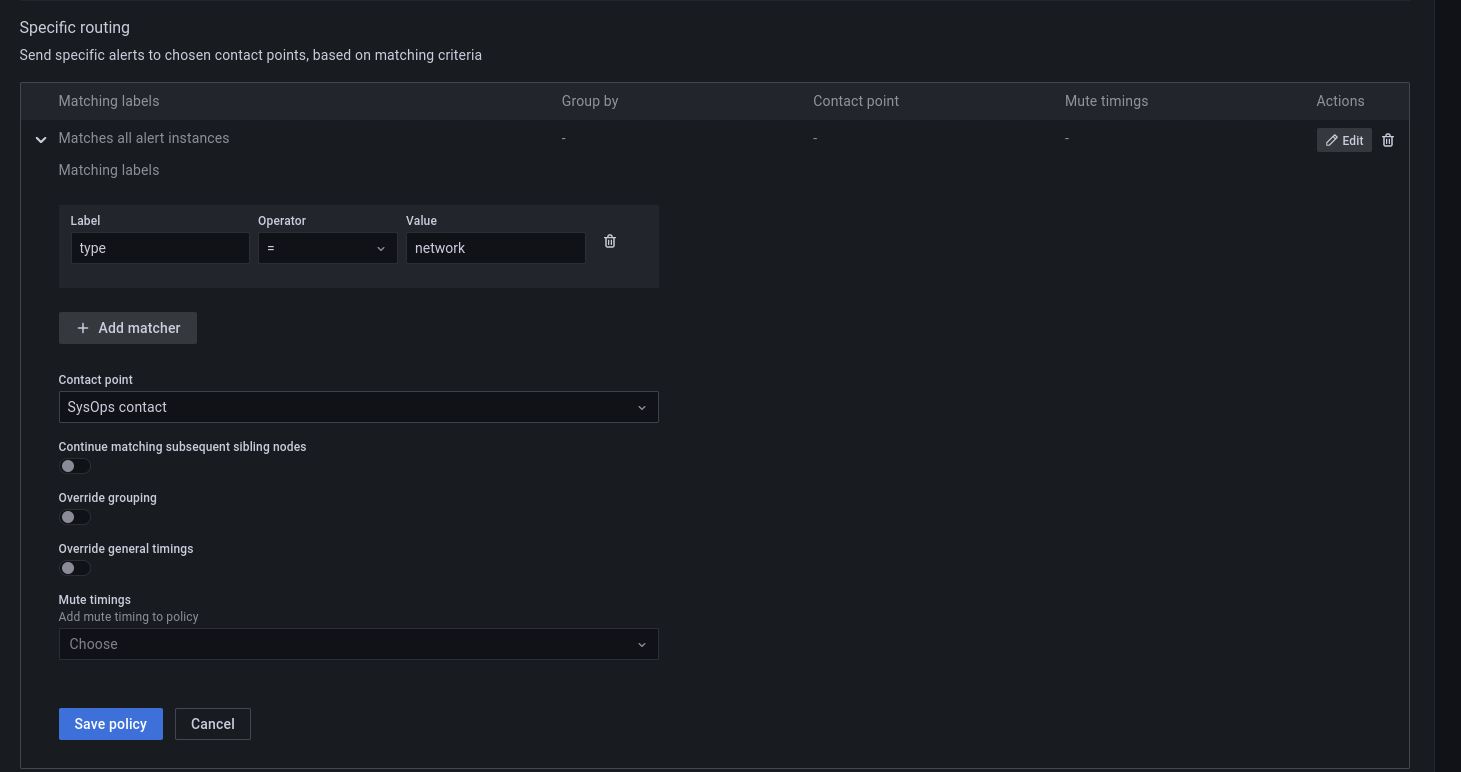 Specific routing
Send specific alerts to chosen contact points, based on matching criteria
Matching labels Group by Contact point Mute timings Actions
Matches all alert instances - - - Edit
Matching labels
Label Operator Value
type = network
Add matcher
Contact point
SysOps contact
Continue matching subsequent sibling nodes
Override grouping
Override general timings
Mute timings
Add mute timing to policy
Choose
Save policy Cancel